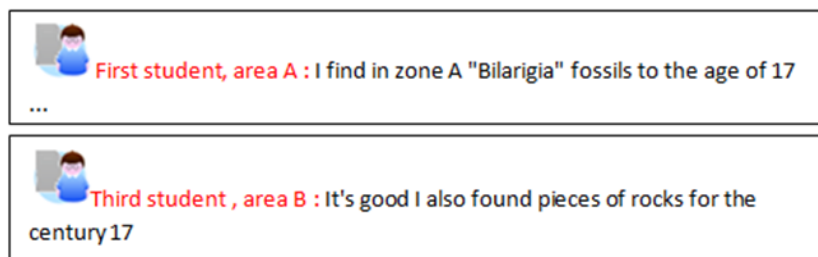 First student, area A : I find in zone A "Bilarigia" fossils to the age of 17
...
Third student , area B : It's good I also found pieces of rocks for the
century 17